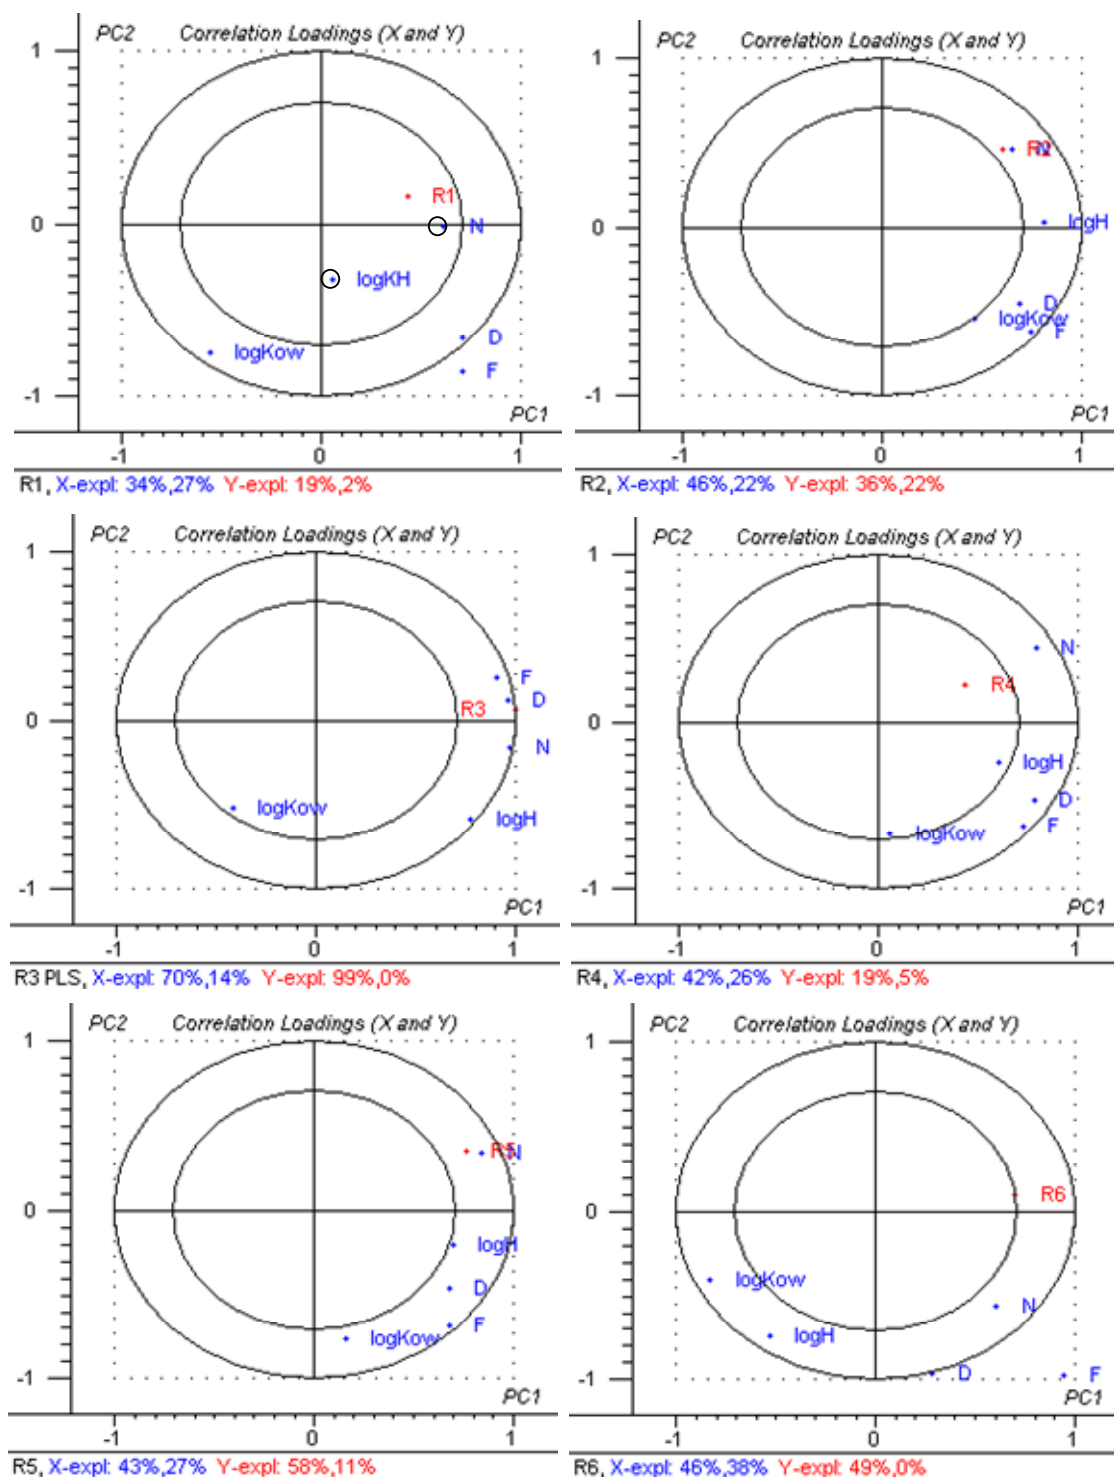 PC2 Correlation Loadings (X and Y)
1
R1
0
N
logKH
logKow
D
F
-1
PC1
-1 0 1
R1, X-expl: 34%,27% Y-expl: 19%,2%
PC2 Correlation Loadings (X and Y)
1
R2 N
logH
0
D
logKow
F
-1
PC1
-1 0 1
R2, X-expl: 46%,22% Y-expl: 36%,22%
PC2 Correlation Loadings (X and Y)
1
F
D
R3
0
N
logKow
logH
-1
PC1
-1 0 1
R3 PLS, X-expl: 70%,14% Y-expl: 99%,0%
PC2 Correlation Loadings (X and Y)
1
N
R4
0
logH
D
F
logKow
-1
PC1
-1 0 1
R4, X-expl: 42%,26% Y-expl: 19%,5%
PC2 Correlation Loadings (X and Y)
1
R5 N
0
logH
D
F
logKow
-1
PC1
-1 0 1
R5, X-expl: 43%,27% Y-expl: 58%,11%
PC2 Correlation Loadings (X and Y)
1
R6
0
logKow
N
logH
D
F
-1
PC1
-1 0 1
R6, X-expl: 46%,38% Y-expl: 49%,0%